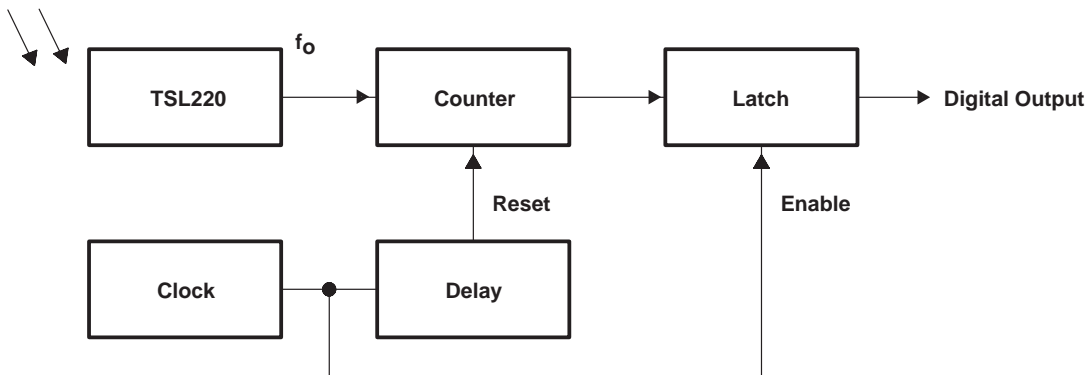 fo
TSL220
Counter
Latch
Digital Output
Reset
Enable
Clock
Delay